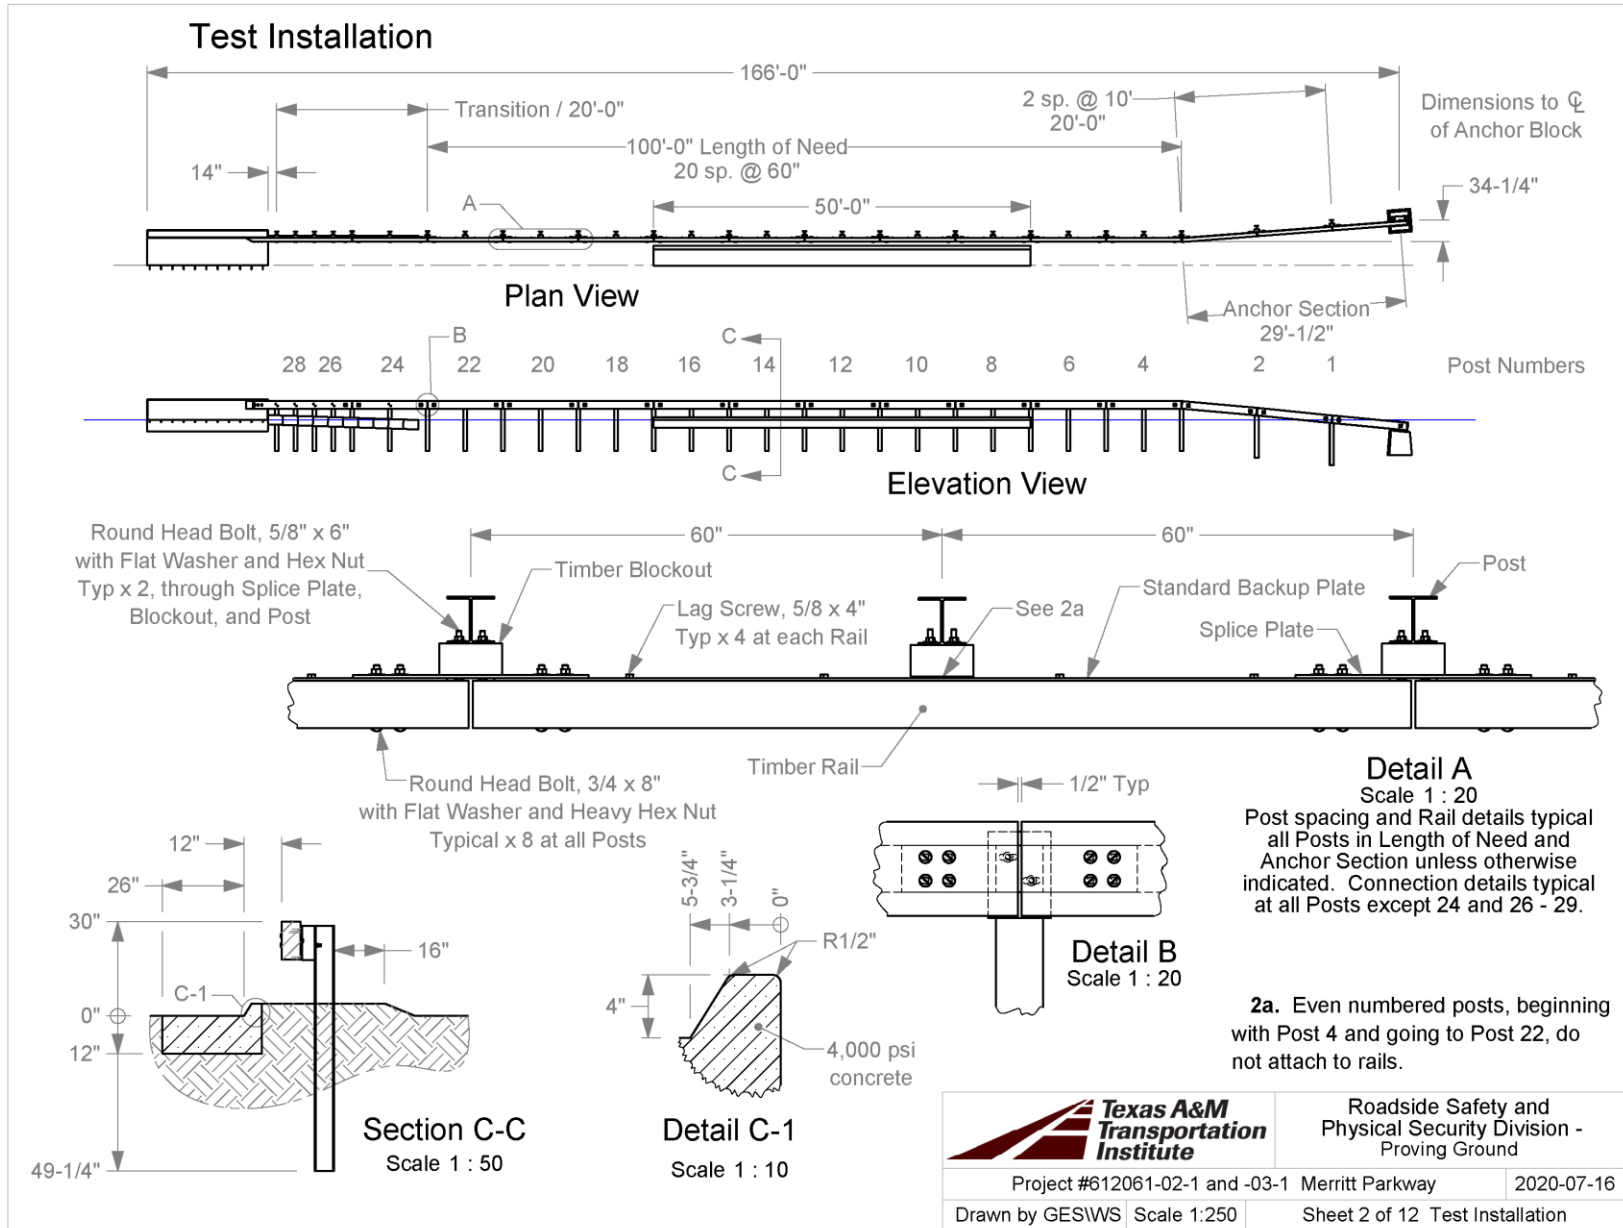 Test Installation
166'-0"
Transition / 20'-0"
2 sp. @ 10'
20'-0"
Dimensions to ℄
of Anchor Block
100'-0" Length of Need
20 sp. @ 60"
14"
34-1/4"
A
50'-0"
Plan View
Anchor Section
29'-1/2"
B
C
28 26 24 22 20 18 16 14 12 10 8 6 4 2 1 Post Numbers
C
Elevation View
Round Head Bolt, 5/8" x 6"
with Flat Washer and Hex Nut
Typ x 2, through Splice Plate,
Blockout, and Post
60"
60"
Timber Blockout
Post
Lag Screw, 5/8 x 4"
Typ x 4 at each Rail
See 2a
Standard Backup Plate
Splice Plate
Timber Rail
Round Head Bolt, 3/4 x 8"
with Flat Washer and Heavy Hex Nut
Typical x 8 at all Posts
Detail A
Scale 1 : 20
Post spacing and Rail details typical
all Posts in Length of Need and
Anchor Section unless otherwise
indicated. Connection details typical
at all Posts except 24 and 26 - 29.
1/2" Typ
Detail B
Scale 1 : 20
12"
26"
30"
16"
C-1
0"
12"
49-1/4"
Section C-C
Scale 1 : 50
5-3/4"
3-1/4"
0"
R1/2"
4"
4,000 psi
concrete
Detail C-1
Scale 1 : 10
2a. Even numbered posts, beginning
with Post 4 and going to Post 22, do
not attach to rails.
Texas A&M
Transportation
Institute
Roadside Safety and
Physical Security Division -
Proving Ground
Project #612061-02-1 and -03-1 Merritt Parkway
2020-07-16
Drawn by GES\WS
Scale 1:250
Sheet 2 of 12 Test Installation